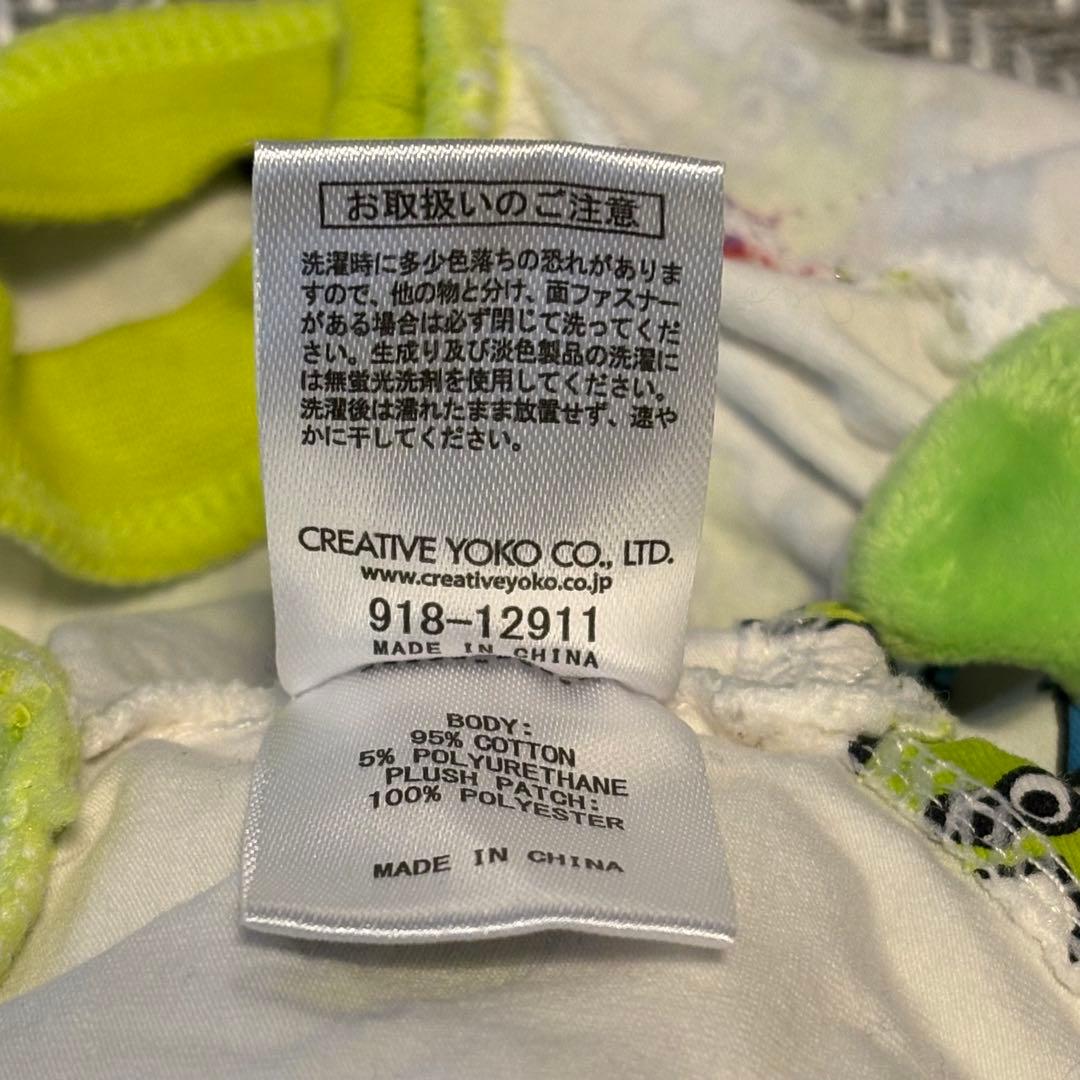 お取扱いのご注意
洗濯時に多少色落ちの恐れがありま
すので、他の物と分け、面ファスナー
がある場合は必ず閉じて洗ってくだ
さい。生成り及び淡色製品の洗濯に
は無蛍光洗剤を使用してください。
洗濯後は濡れたまま放置せず、速や
かに干してください。
CREATIVE YOKO CO., LTD.
www.creativeyoko.co.jp
918-12911
MADE IN CHINA
BODY:
95% COTTON
5% POLYURETHANE
PLUSH PATCH:
100% POLYESTER
MADE IN CHINA